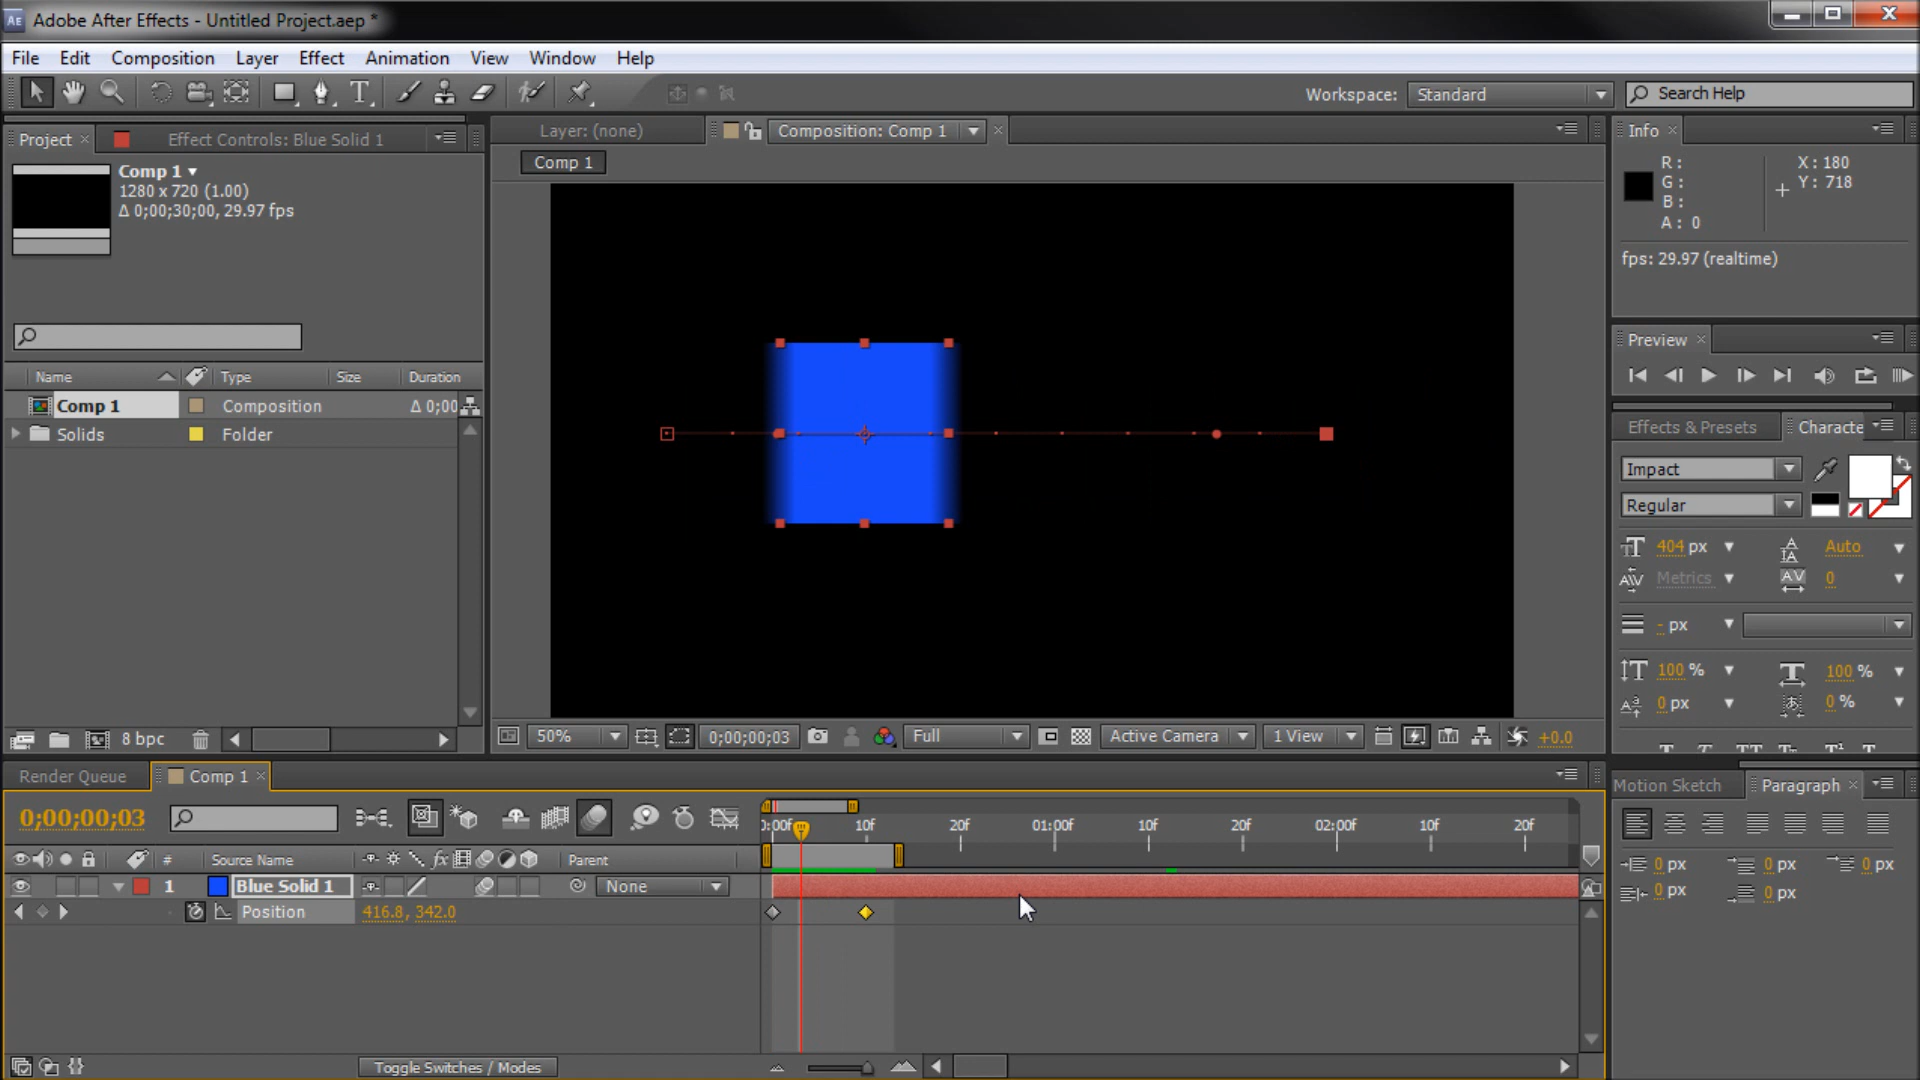 Adobe After Effects - Untitled Project.aep *
File Edit Composition Layer Effect Animation View Window Help
Workspace: Standard
Search Help
Project × Effect Controls: Blue Solid 1
Layer: (none) Composition: Comp 1
Comp 1
Comp 1
1280 x 720 (1.00)
Δ 0;00;30;00, 29.97 fps
Name Type Size Duration
Comp 1 Composition Δ 0;00
Solids Folder
8 bpc
50% 0;00;00;03 Full Active Camera 1 View +0.0
Info ×
R :
G :
B :
A : 0
X : 180
Y : 718
fps: 29.97 (realtime)
Preview ×
Effects & Presets Characte
Impact
Regular
404 px Auto
Metrics 0
- px
100 % 100 %
0 px 0 %
Render Queue Comp 1 ×
0;00;00;03
0:00f 10f 20f 01:00f 10f 20f 02:00f 10f 20f
# Source Name fx Parent
1 Blue Solid 1 None
Position 416.8, 342.0
Toggle Switches / Modes
Motion Sketch Paragraph ×
0 px 0 px 0 px
0 px 0 px